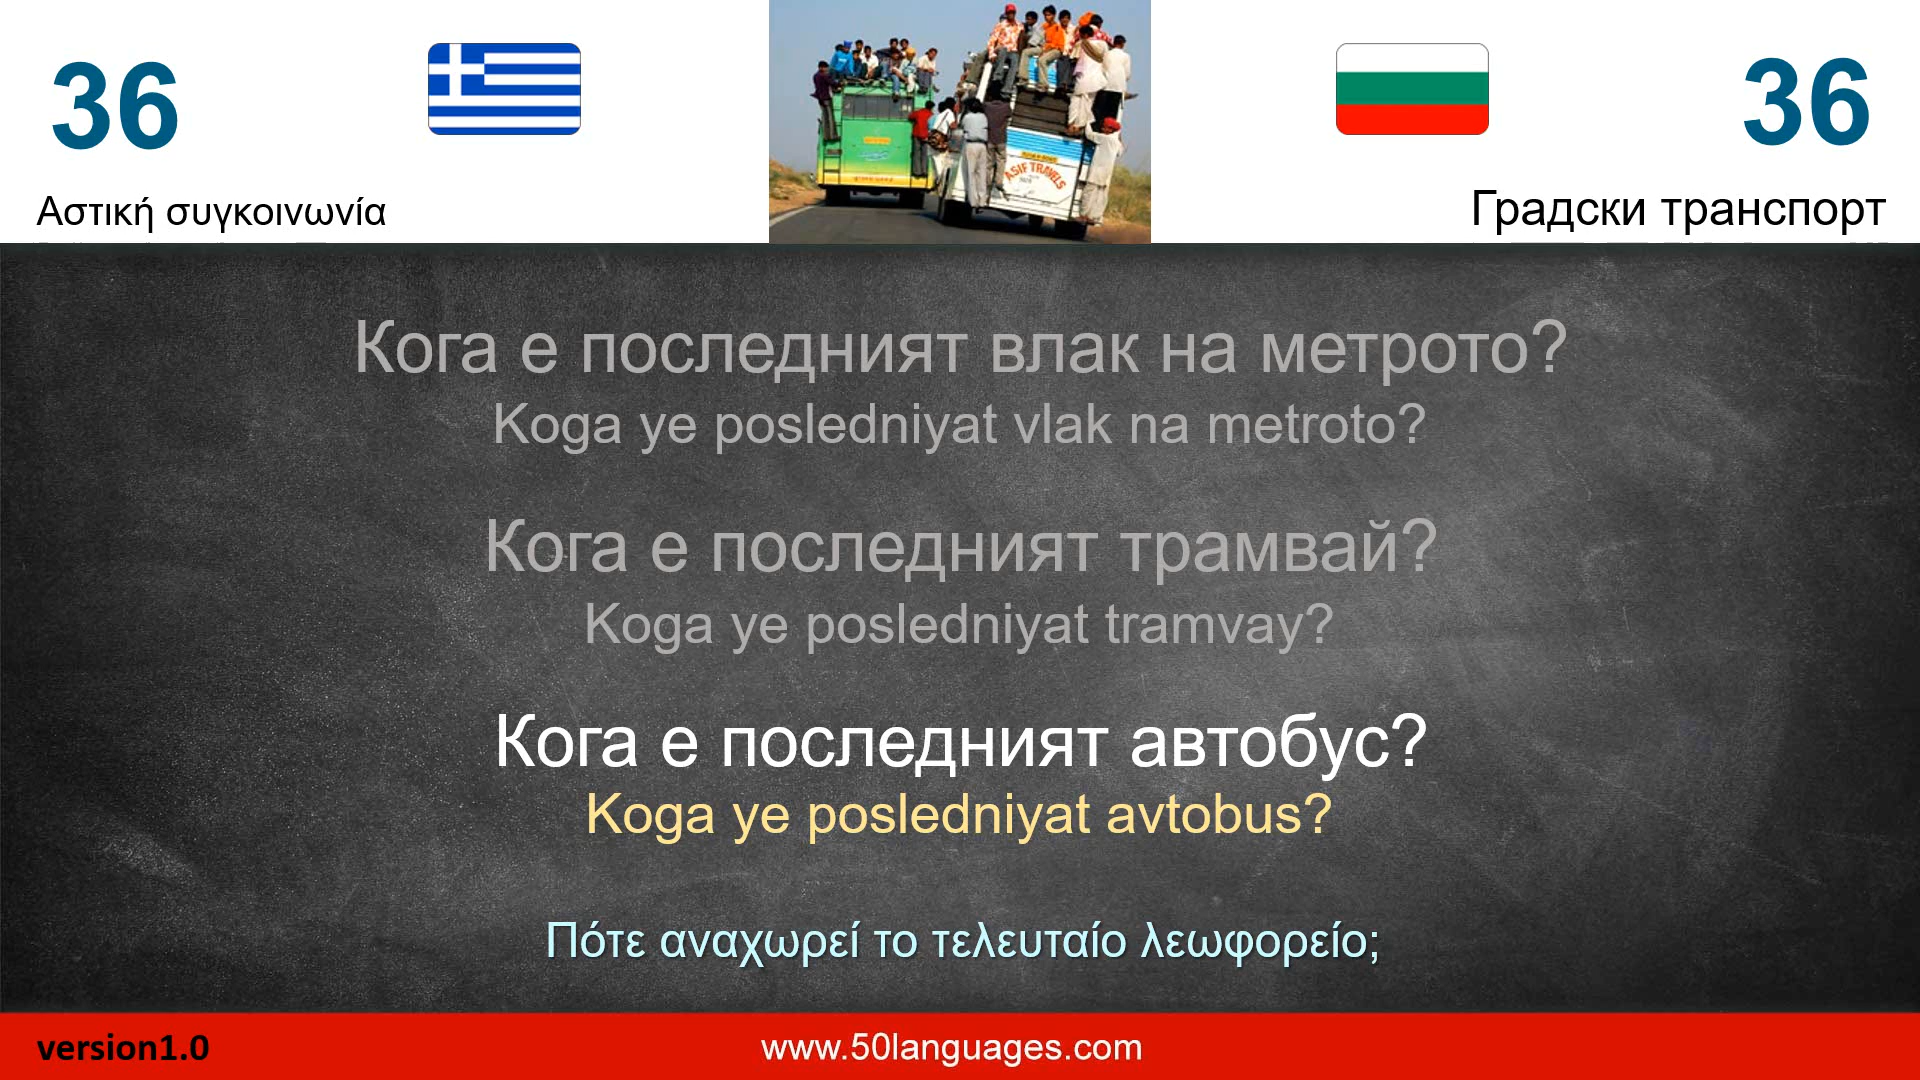 36
36
Αστική συγκοινωνία
Градски транспорт
ASIF TRAVELS
Кога е последният влак на метрото?
Koga ye posledniyat vlak na metroto?
Кога е последният трамвай?
Koga ye posledniyat tramvay?
Кога е последният автобус?
Koga ye posledniyat avtobus?
Πότε αναχωρεί το τελευταίο λεωφορείο;
version1.0
www.50languages.com